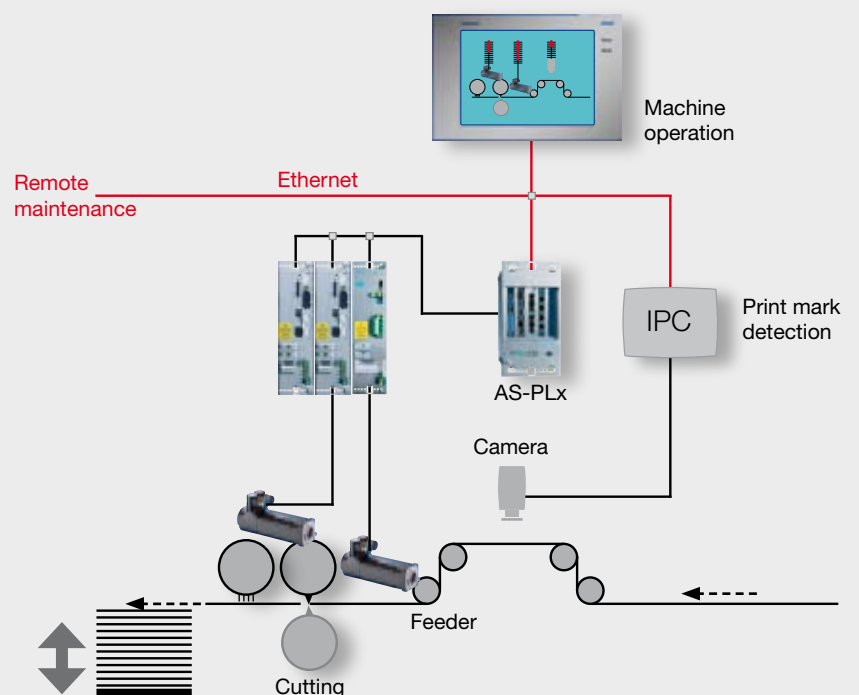 Machine
operation
Remote
maintenance
Ethernet
IPC
Print mark
detection
AS-PLx
Camera
Feeder
Cutting